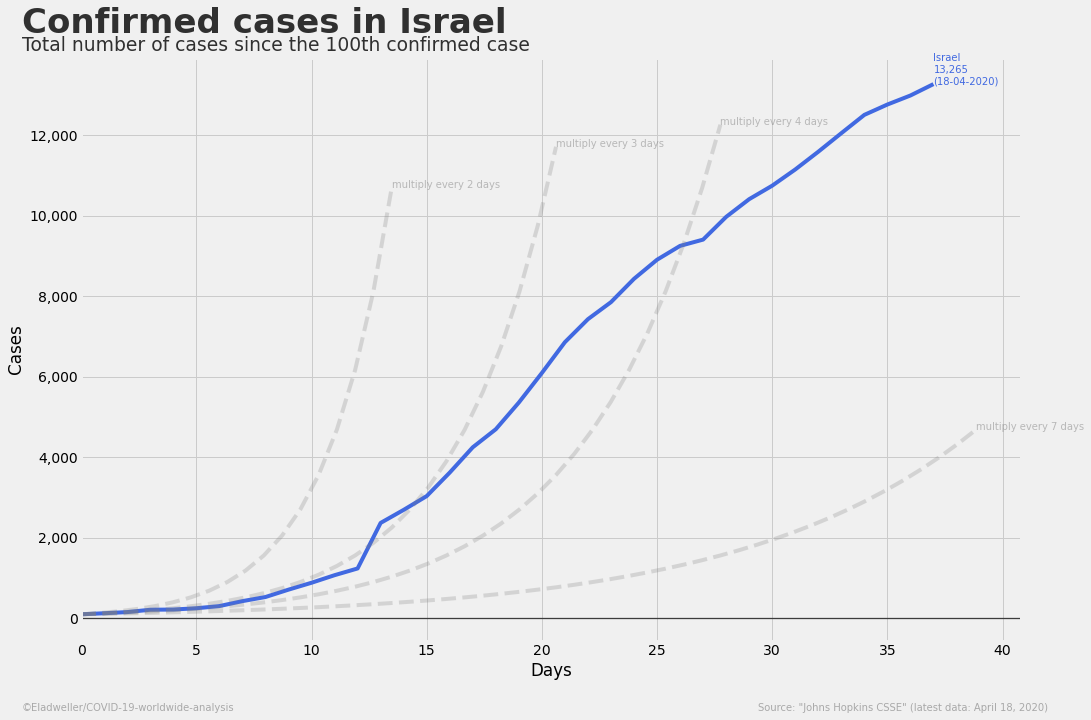 Confirmed cases in Israel
Total number of cases since the 100th confirmed case
Israel
13,265
(18-04-2020)
multiply every 4 days
multiply every 3 days
multiply every 2 days
multiply every 7 days
12,000
10,000
8,000
6,000
4,000
2,000
0
Cases
0 5 10 15 20 25 30 35 40
Days
©Eladweller/COVID-19-worldwide-analysis
Source: "Johns Hopkins CSSE" (latest data: April 18, 2020)